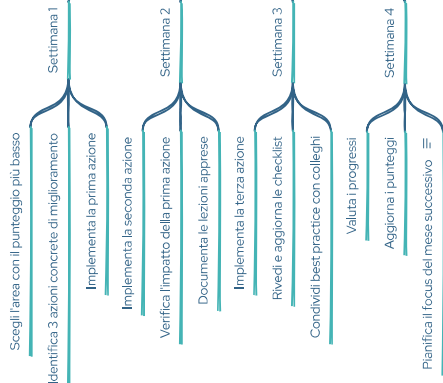 Settimana 1
Scegli l'area con il punteggio più basso
Identifica 3 azioni concrete di miglioramento
Implementa la prima azione
Settimana 2
Implementa la seconda azione
Verifica l'impatto della prima azione
Documenta le lezioni apprese
Settimana 3
Implementa la terza azione
Rivedi e aggiorna le checklist
Condividi best practice con colleghi
Settimana 4
Valuta i progressi
Aggiorna i punteggi
Pianifica il focus del mese successivo